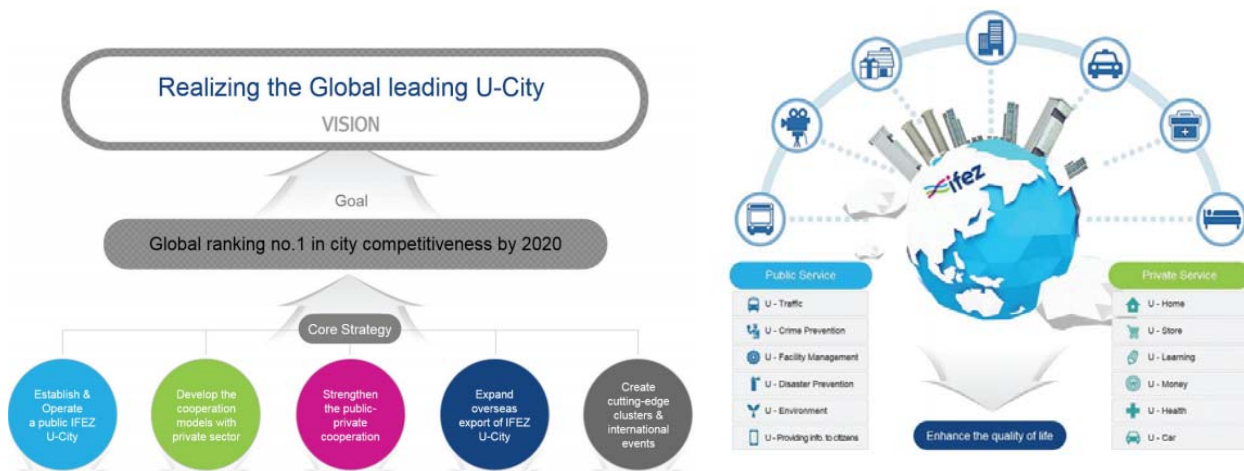 Realizing the Global leading U-City
VISION
Goal
Global ranking no.1 in city competitiveness by 2020
Core Strategy
Establish &
Operate
a public IFEZ
U-City
Develop the
cooperation
models with
private sector
Strengthen
the public-
private
cooperation
Expand
overseas
export of IFEZ
U-City
Create
cutting-edge
clusters &
international
events
ifez
Public Service
U - Traffic
U - Crime Prevention
U - Facility Management
U - Disaster Prevention
U - Environment
U - Providing info. to citizens
Private Service
U - Home
U - Store
U - Learning
U - Money
U - Health
U - Car
Enhance the quality of life